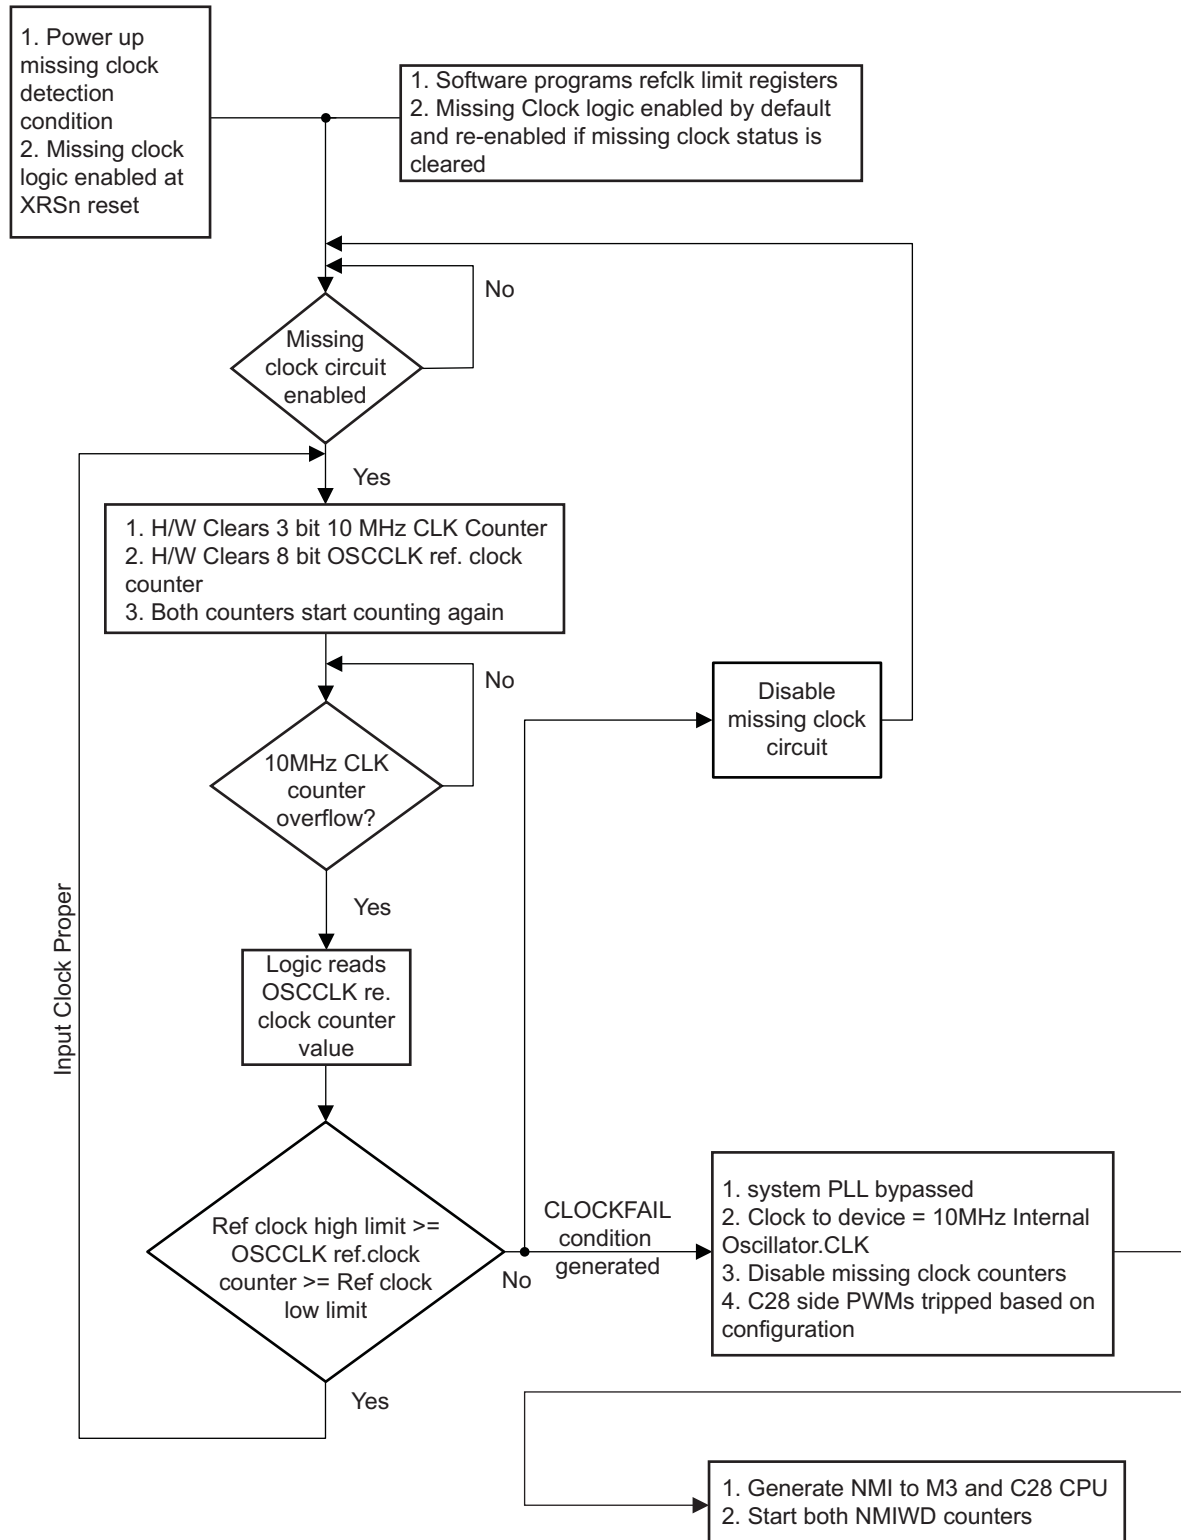 1. Power up
missing clock
detection
condition
2. Missing clock
logic enabled at
XRSn reset
1. Software programs refclk limit registers
2. Missing Clock logic enabled by default
and re-enabled if missing clock status is
cleared
No
Missing
clock circuit
enabled
Yes
1. H/W Clears 3 bit 10 MHz CLK Counter
2. H/W Clears 8 bit OSCCLK ref. clock
counter
3. Both counters start counting again
No
Disable
missing clock
circuit
10MHz CLK
counter
overflow?
Yes
Input Clock Proper
Logic reads
OSCCLK re.
clock counter
value
Ref clock high limit >=
OSCCLK ref.clock
counter >= Ref clock
low limit
No
CLOCKFAIL
condition
generated
1. system PLL bypassed
2. Clock to device = 10MHz Internal
Oscillator.CLK
3. Disable missing clock counters
4. C28 side PWMs tripped based on
configuration
Yes
1. Generate NMI to M3 and C28 CPU
2. Start both NMIWD counters